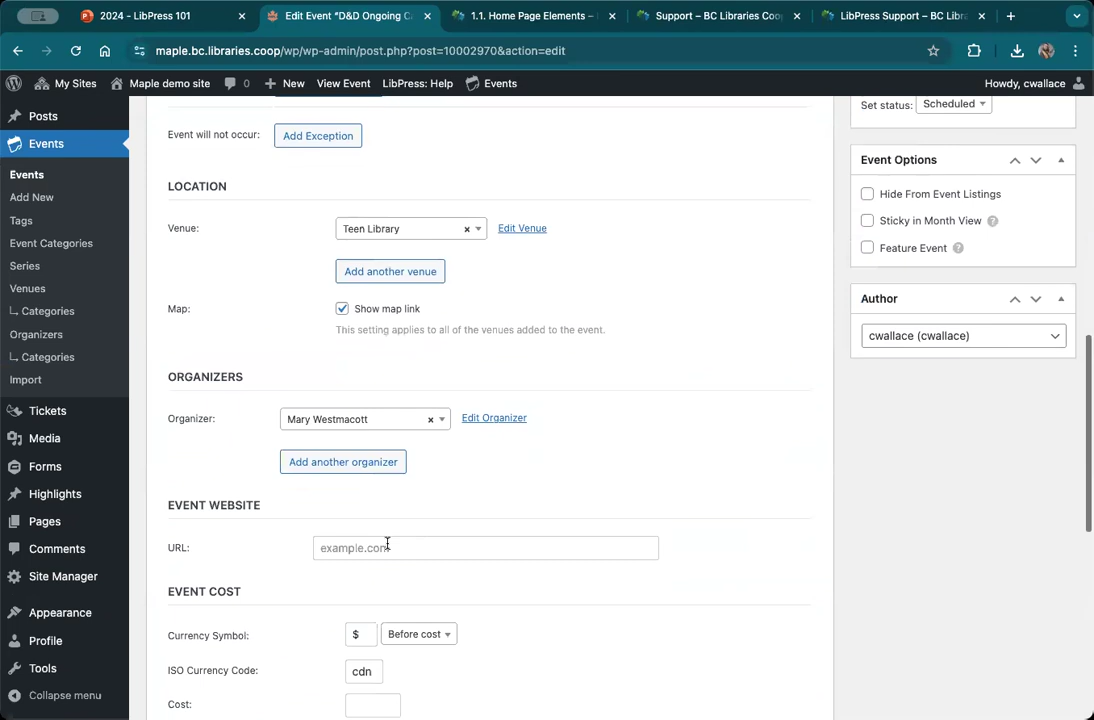 2024 - LibPress 101
Edit Event "D&D Ongoing C
1.1. Home Page Elements –
Support – BC Libraries Coo
LibPress Support – BC Libra
maple.bc.libraries.coop/wp/wp-admin/post.php?post=10002970&action=edit
My Sites
Maple demo site
0
New
View Event
LibPress: Help
Events
Howdy, cwallace
Posts
Events
Events
Add New
Tags
Event Categories
Series
Venues
Categories
Organizers
Categories
Import
Tickets
Media
Forms
Highlights
Pages
Comments
Site Manager
Appearance
Profile
Tools
Collapse menu
Event will not occur:
Add Exception
LOCATION
Venue:
Teen Library
Edit Venue
Add another venue
Map:
Show map link
This setting applies to all of the venues added to the event.
ORGANIZERS
Organizer:
Mary Westmacott
Edit Organizer
Add another organizer
EVENT WEBSITE
URL:
example.com
EVENT COST
Currency Symbol:
$
Before cost
ISO Currency Code:
cdn
Cost:
Set status:
Scheduled
Event Options
Hide From Event Listings
Sticky in Month View
Feature Event
Author
cwallace (cwallace)